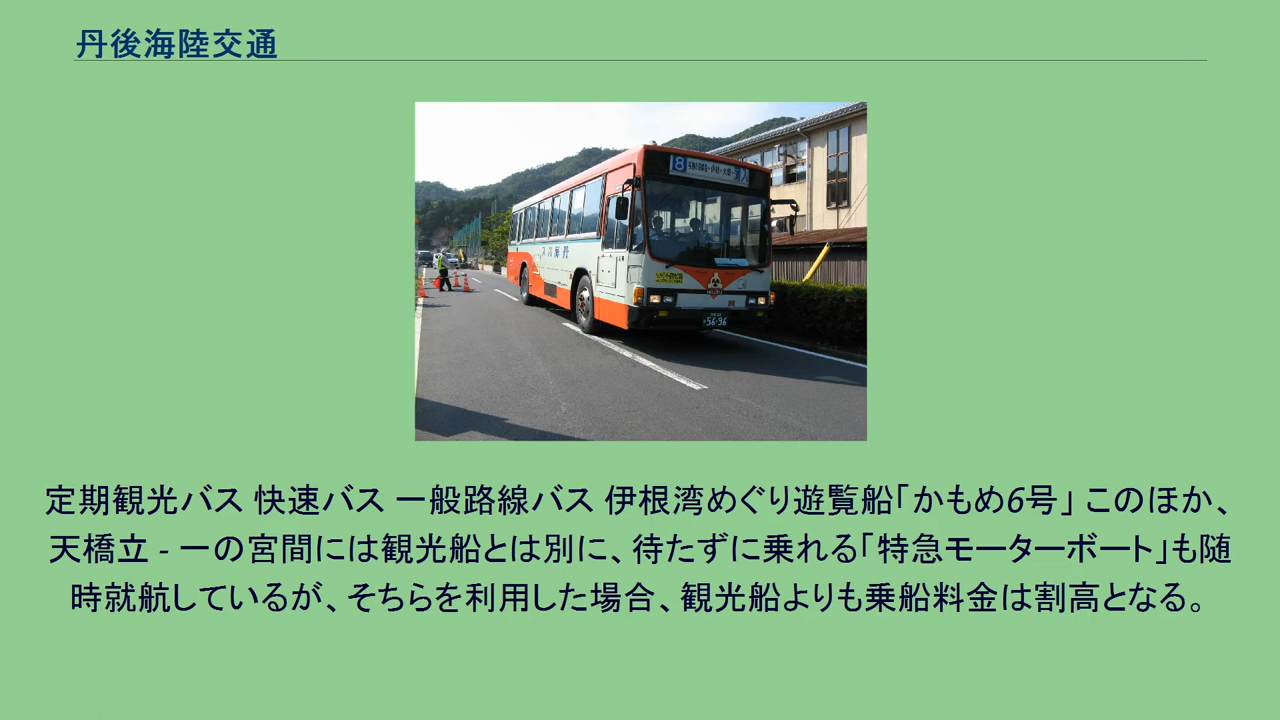 丹後海陸交通
8
56-96
定期観光バス 快速バス 一般路線バス 伊根湾めぐり遊覧船「かもめ6号」 このほか、
天橋立 - 一の宮間には観光船とは別に、待たずに乗れる「特急モーターボート」も随
時就航しているが、そちらを利用した場合、観光船よりも乗船料金は割高となる。